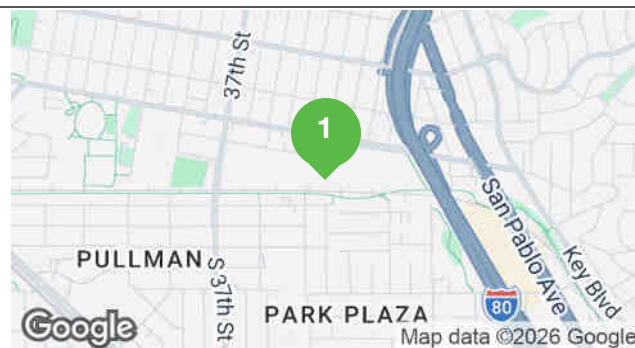 37th St
1
San Pablo Ave
Key Blvd
PULLMAN
S 37th St
PARK PLAZA
80
Google
Map data ©2026 Google